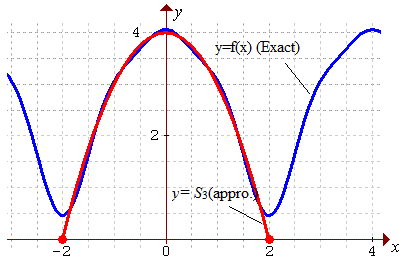 y
4
y=f(x) (Exact)
2
y= S3(appro.)
-2
0
2
4
x